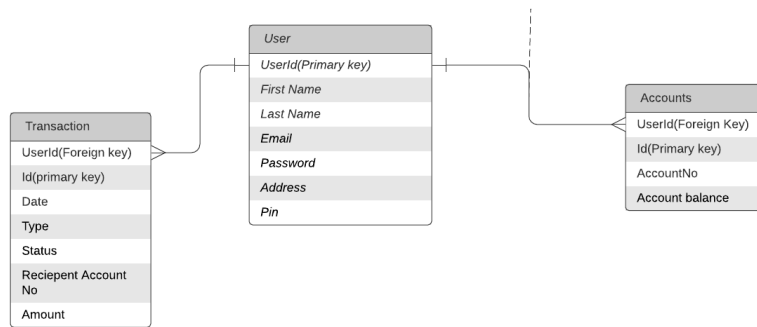 User
UserId(Primary key)
First Name
Last Name
Email
Password
Address
Pin
Transaction
UserId(Foreign key)
Id(primary key)
Date
Type
Status
Reciepent Account
No
Amount
Accounts
UserId(Foreign Key)
Id(Primary key)
AccountNo
Account balance